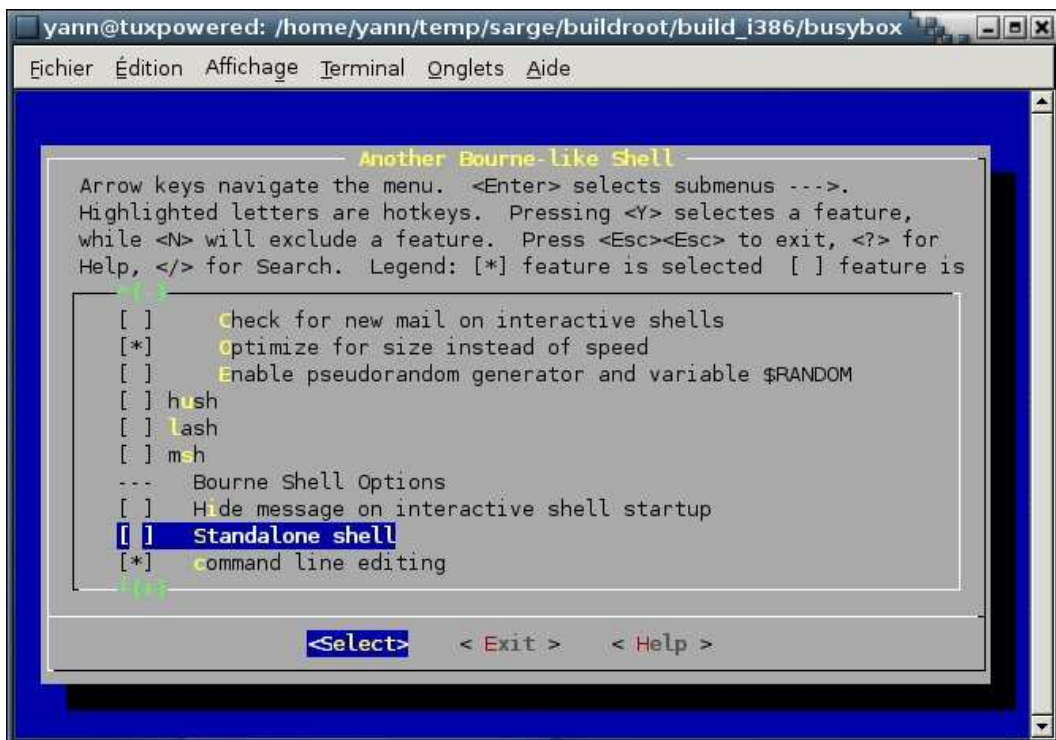 yann@tuxpowered: /home/yann/temp/sarge/buildroot/build_i386/busybox
Fichier Édition Affichage Terminal Onglets Aide
Another Bourne-like Shell
Arrow keys navigate the menu. <Enter> selects submenus --->.
Highlighted letters are hotkeys. Pressing <Y> selectes a feature,
while <N> will exclude a feature. Press <Esc><Esc> to exit, <?> for
Help, </> for Search. Legend: [*] feature is selected [ ] feature is
[ ] Check for new mail on interactive shells
[*] Optimize for size instead of speed
[ ] Enable pseudorandom generator and variable $RANDOM
[ ] hush
[ ] lash
[ ] msh
--- Bourne Shell Options
[ ] Hide message on interactive shell startup
[ ] Standalone shell
[*] command line editing
<Select> < Exit > < Help >